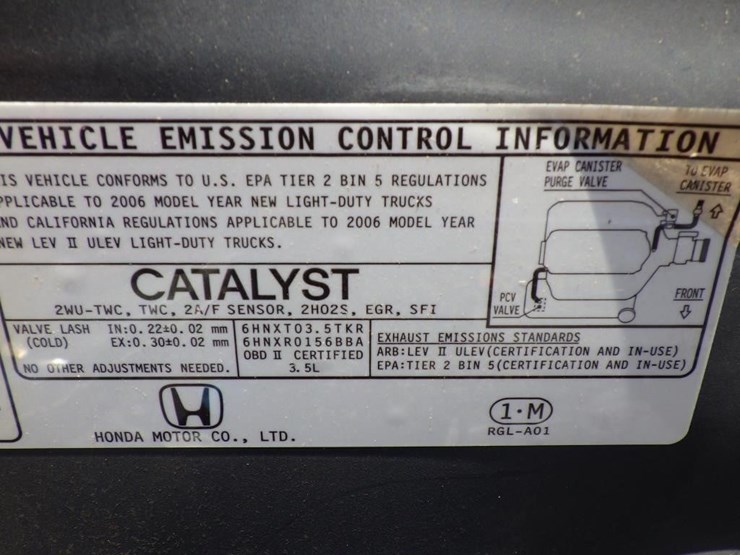 VEHICLE EMISSION CONTROL INFORMATION
IS VEHICLE CONFORMS TO U.S. EPA TIER 2 BIN 5 REGULATIONS
PPLICABLE TO 2006 MODEL YEAR NEW LIGHT-DUTY TRUCKS
ND CALIFORNIA REGULATIONS APPLICABLE TO 2006 MODEL YEAR
NEW LEV II ULEV LIGHT-DUTY TRUCKS.
EVAP CANISTER
PURGE VALVE
TO EVAP
CANISTER
PCV
VALVE
FRONT
CATALYST
2WU-TWC, TWC, 2A/F SENSOR, 2HO2S, EGR, SFI
VALVE LASH IN:0.22±0.02 mm
(COLD) EX:0.30±0.02 mm
NO OTHER ADJUSTMENTS NEEDED.
6HNXT03.5TKR
6HNXR0156BBA
OBD II CERTIFIED
3.5L
EXHAUST EMISSIONS STANDARDS
ARB:LEV II ULEV(CERTIFICATION AND IN-USE)
EPA:TIER 2 BIN 5(CERTIFICATION AND IN-USE)
HONDA MOTOR CO., LTD.
1·M
RGL-A01